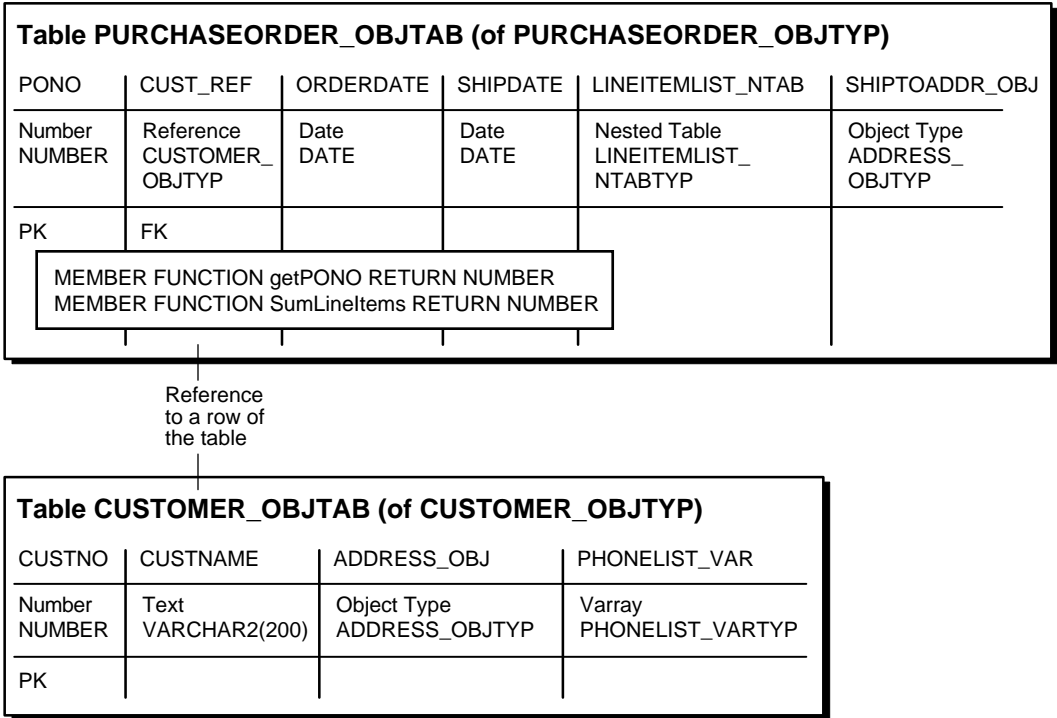 Table PURCHASEORDER_OBJTAB (of PURCHASEORDER_OBJTYP)
PONO CUST_REF ORDERDATE SHIPDATE LINEITEMLIST_NTAB SHIPTOADDR_OBJ
Number Reference Date Date Nested Table Object Type
NUMBER CUSTOMER_ DATE DATE LINEITEMLIST_ ADDRESS_
OBJTYP NTABTYP OBJTYP
PK FK
MEMBER FUNCTION getPONO RETURN NUMBER
MEMBER FUNCTION SumLineItems RETURN NUMBER
Reference
to a row of
the table
Table CUSTOMER_OBJTAB (of CUSTOMER_OBJTYP)
CUSTNO CUSTNAME ADDRESS_OBJ PHONELIST_VAR
Number Text Object Type Varray
NUMBER VARCHAR2(200) ADDRESS_OBJTYP PHONELIST_VARTYP
PK